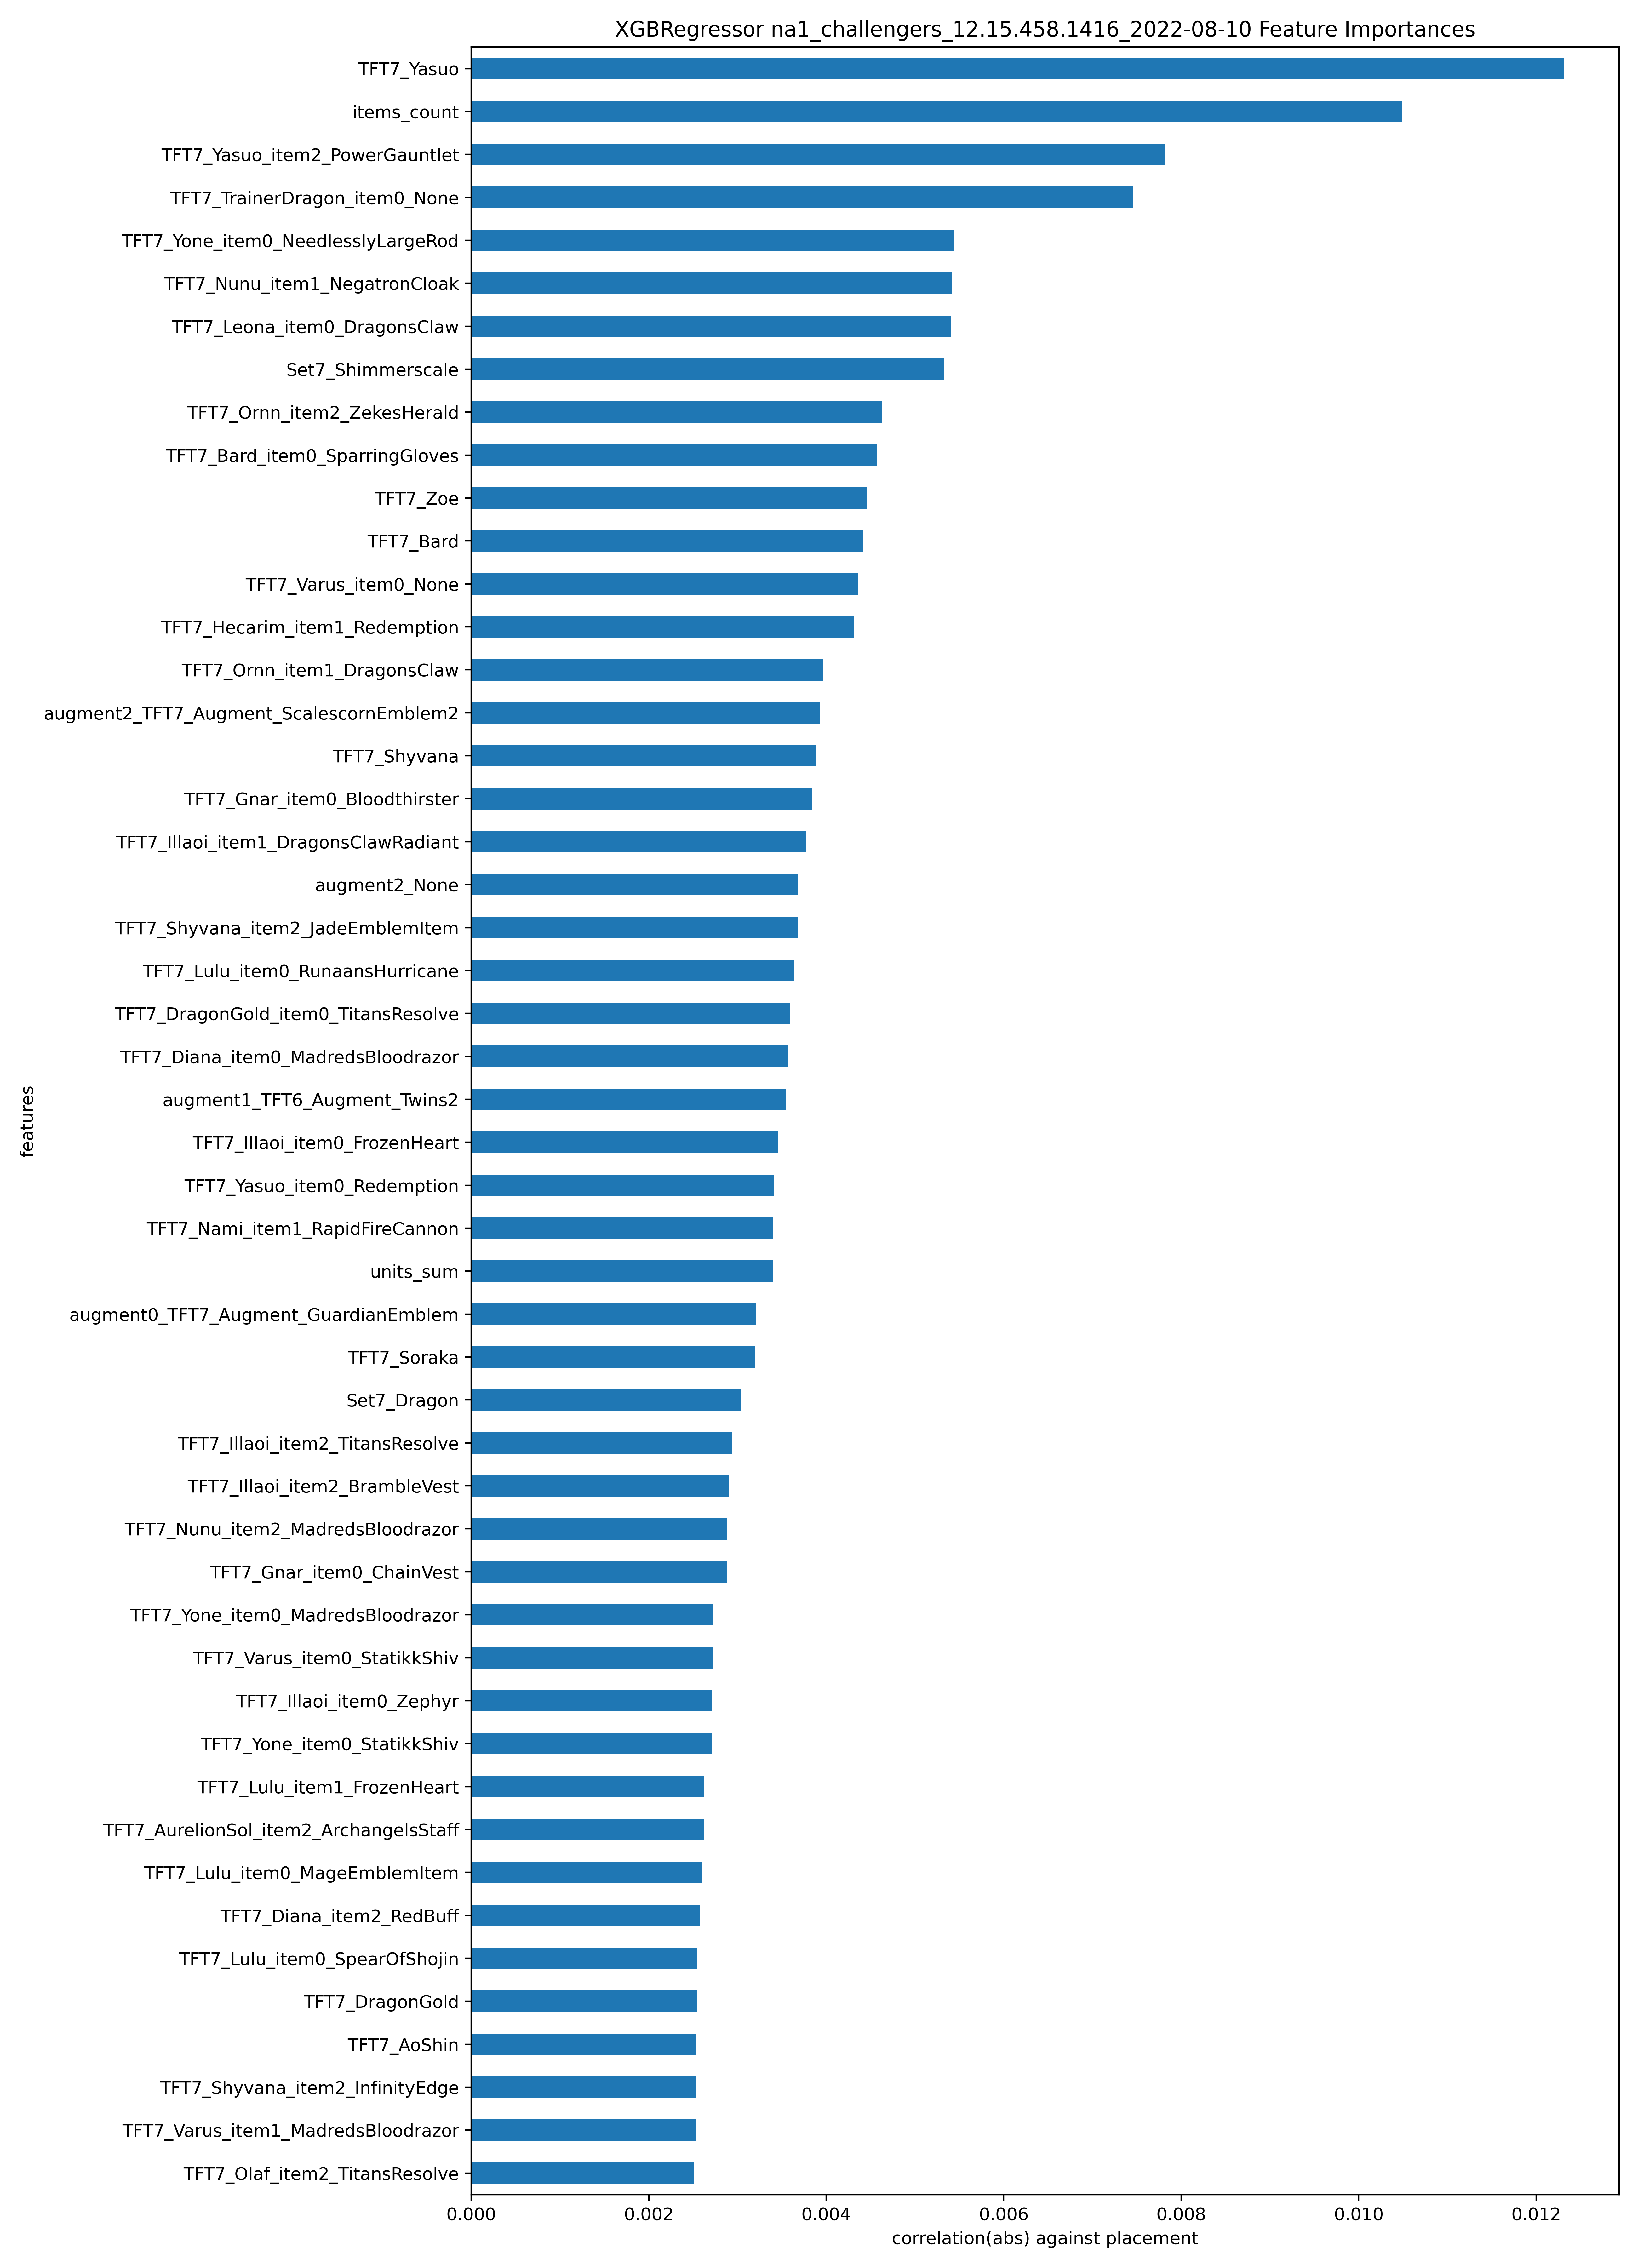 XGBRegressor na1_challengers_12.15.458.1416_2022-08-10 Feature Importances
TFT7_Yasuo
items_count
TFT7_Yasuo_item2_PowerGauntlet
TFT7_TrainerDragon_item0_None
TFT7_Yone_item0_NeedlesslyLargeRod
TFT7_Nunu_item1_NegatronCloak
TFT7_Leona_item0_DragonsClaw
Set7_Shimmerscale
TFT7_Ornn_item2_ZekesHerald
TFT7_Bard_item0_SparringGloves
TFT7_Zoe
TFT7_Bard
TFT7_Varus_item0_None
TFT7_Hecarim_item1_Redemption
TFT7_Ornn_item1_DragonsClaw
augment2_TFT7_Augment_ScalescornEmblem2
TFT7_Shyvana
TFT7_Gnar_item0_Bloodthirster
TFT7_Illaoi_item1_DragonsClawRadiant
augment2_None
TFT7_Shyvana_item2_JadeEmblemItem
TFT7_Lulu_item0_RunaansHurricane
TFT7_DragonGold_item0_TitansResolve
TFT7_Diana_item0_MadredsBloodrazor
augment1_TFT6_Augment_Twins2
TFT7_Illaoi_item0_FrozenHeart
TFT7_Yasuo_item0_Redemption
TFT7_Nami_item1_RapidFireCannon
units_sum
augment0_TFT7_Augment_GuardianEmblem
TFT7_Soraka
Set7_Dragon
TFT7_Illaoi_item2_TitansResolve
TFT7_Illaoi_item2_BrambleVest
TFT7_Nunu_item2_MadredsBloodrazor
TFT7_Gnar_item0_ChainVest
TFT7_Yone_item0_MadredsBloodrazor
TFT7_Varus_item0_StatikkShiv
TFT7_Illaoi_item0_Zephyr
TFT7_Yone_item0_StatikkShiv
TFT7_Lulu_item1_FrozenHeart
TFT7_AurelionSol_item2_ArchangelsStaff
TFT7_Lulu_item0_MageEmblemItem
TFT7_Diana_item2_RedBuff
TFT7_Lulu_item0_SpearOfShojin
TFT7_DragonGold
TFT7_AoShin
TFT7_Shyvana_item2_InfinityEdge
TFT7_Varus_item1_MadredsBloodrazor
TFT7_Olaf_item2_TitansResolve
features
0.000 0.002 0.004 0.006 0.008 0.010 0.012
correlation(abs) against placement